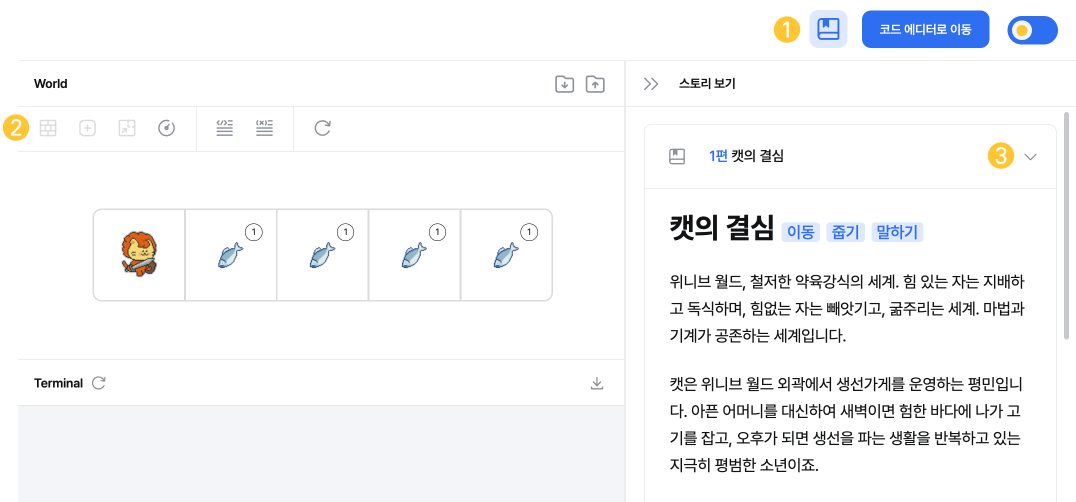 1
코드 에디터로 이동
World
스토리 보기
2
1편 캣의 결심
3
1
1
1
1
캣의 결심 이동 줍기 말하기
위니브 월드, 철저한 약육강식의 세계. 힘 있는 자는 지배하
고 독식하며, 힘없는 자는 빼앗기고, 굶주리는 세계. 마법과
기계가 공존하는 세계입니다.
Terminal
캣은 위니브 월드 외곽에서 생선가게를 운영하는 평민입니
다. 아픈 어머니를 대신하여 새벽이면 험한 바다에 나가 고
기를 잡고, 오후가 되면 생선을 파는 생활을 반복하고 있는
지극히 평범한 소년이죠.